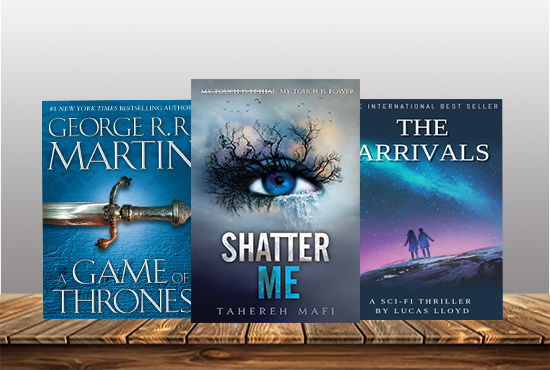 #1 NEW YORK TIMES BESTSELLING AUTHOR
GEORGE R.R.
MARTIN
A GAME OF
THRONES
MY TOUCH IS LETHAL. MY TOUCH IS POWER
SHATTER
ME
TAHEREH MAFI
E INTERNATIONAL BEST SELLER
THE
ARRIVALS
A SCI-FI THRILLER
BY LUCAS LLOYD